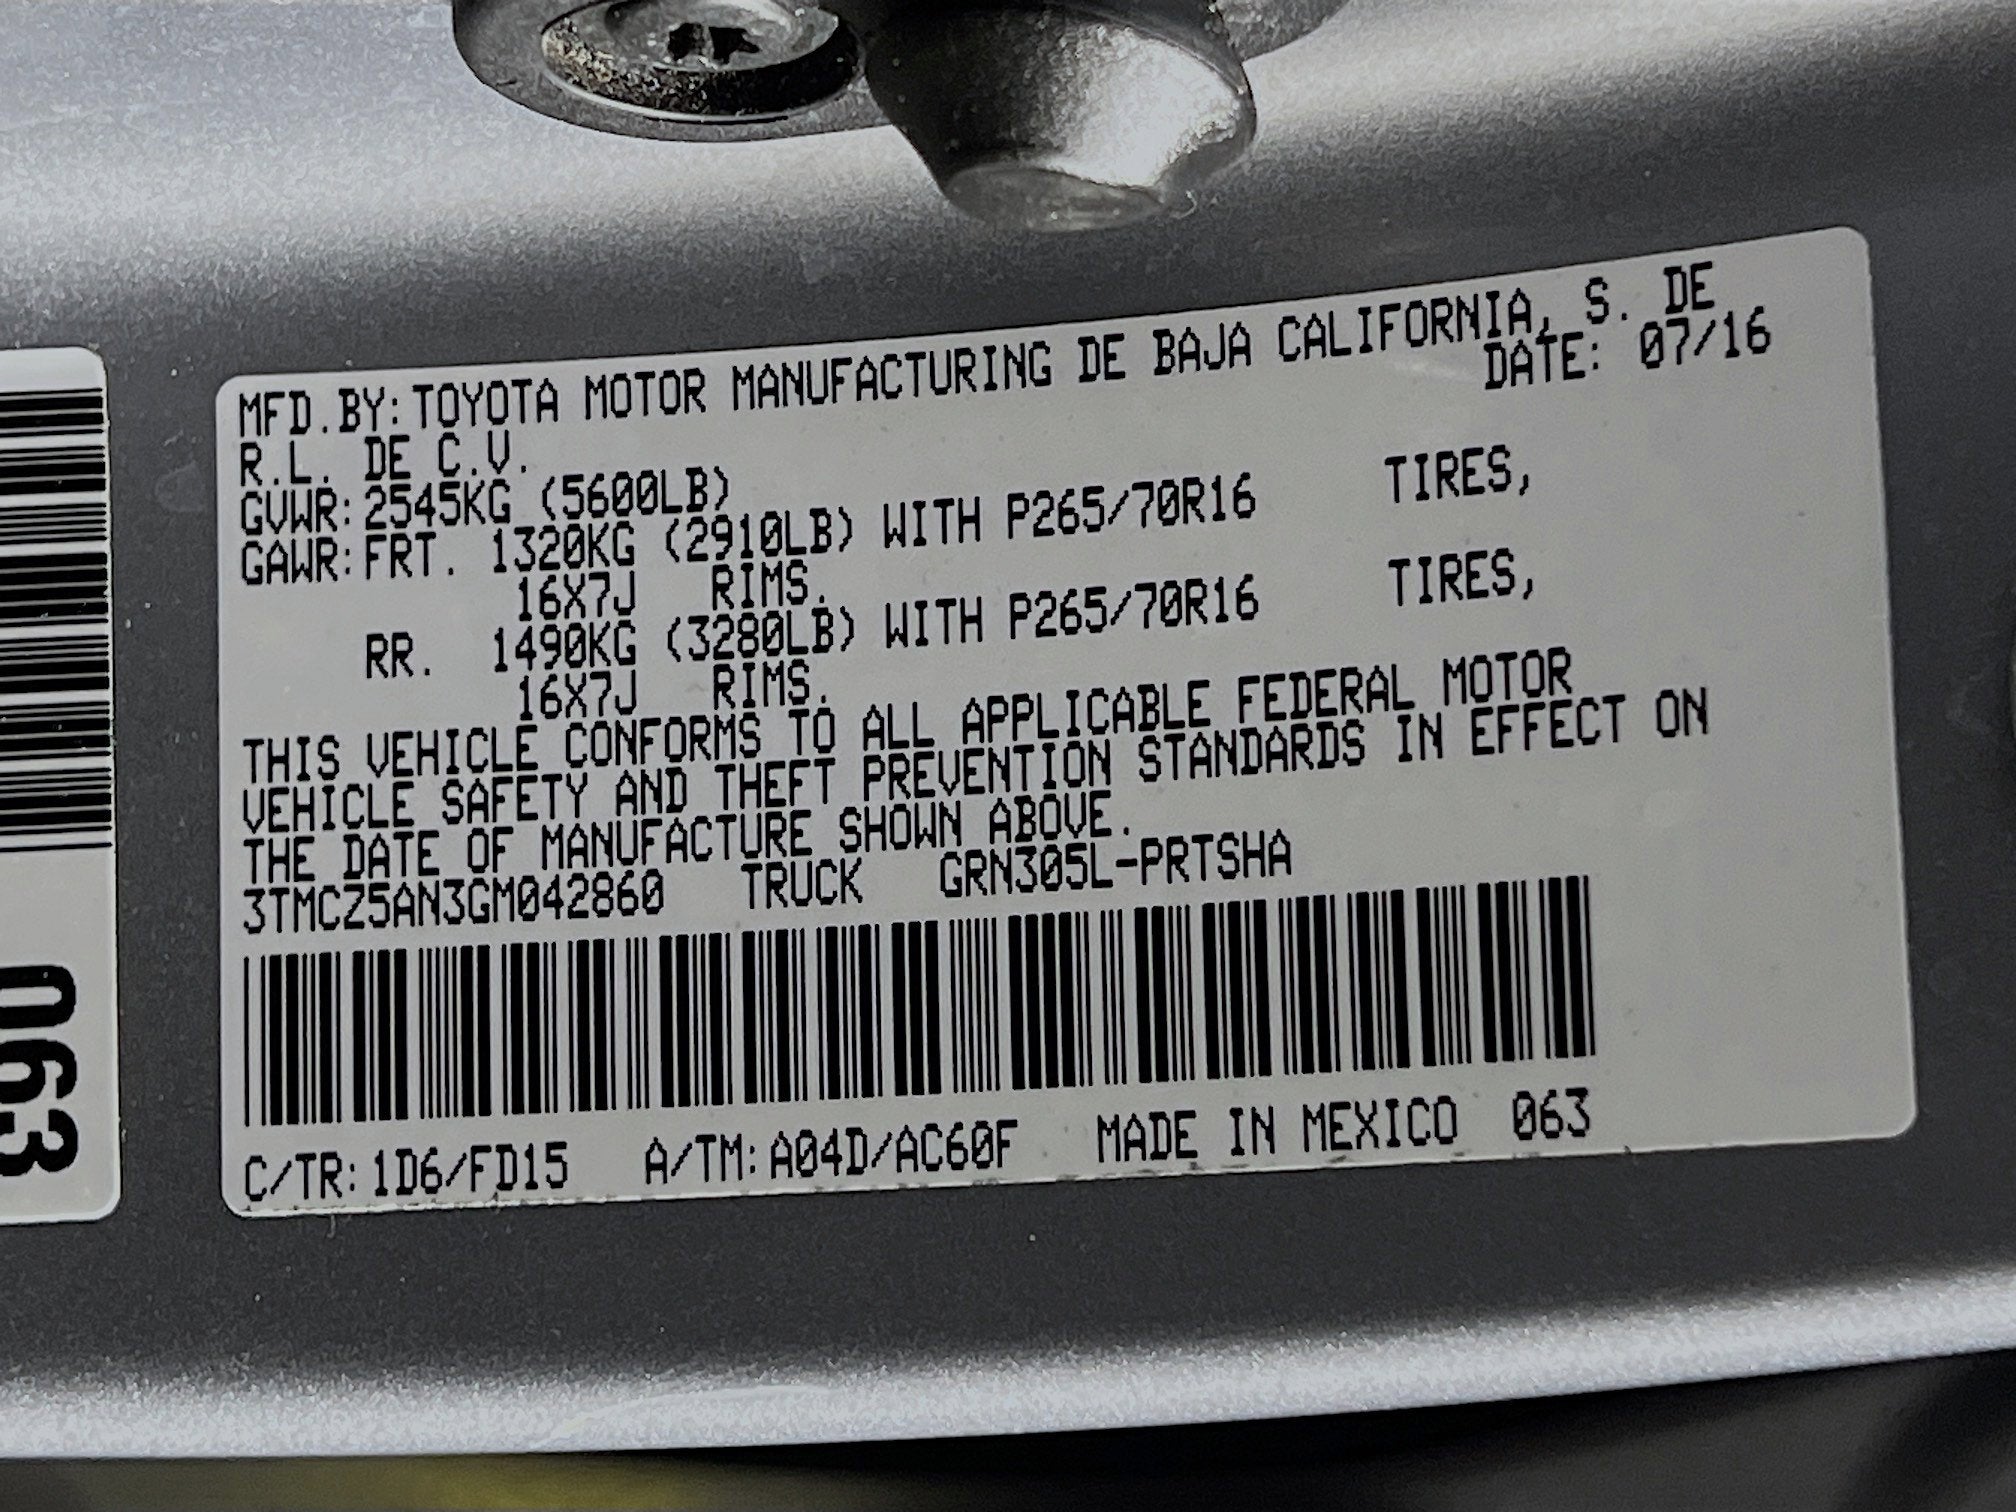 MFD.BY:TOYOTA MOTOR MANUFACTURING DE BAJA CALIFORNIA, S. DE
R.L. DE C.V. DATE: 07/16
GVWR:2545KG (5600LB)
GAWR:FRT. 1320KG (2910LB) WITH P265/70R16 TIRES,
16X7J RIMS.
RR. 1490KG (3280LB) WITH P265/70R16 TIRES,
16X7J RIMS.
THIS VEHICLE CONFORMS TO ALL APPLICABLE FEDERAL MOTOR
VEHICLE SAFETY AND THEFT PREVENTION STANDARDS IN EFFECT ON
THE DATE OF MANUFACTURE SHOWN ABOVE.
3TMCZ5AN3GM042860 TRUCK GRN305L-PRTSHA
C/TR:1D6/FD15 A/TM:A04D/AC60F MADE IN MEXICO 063
063